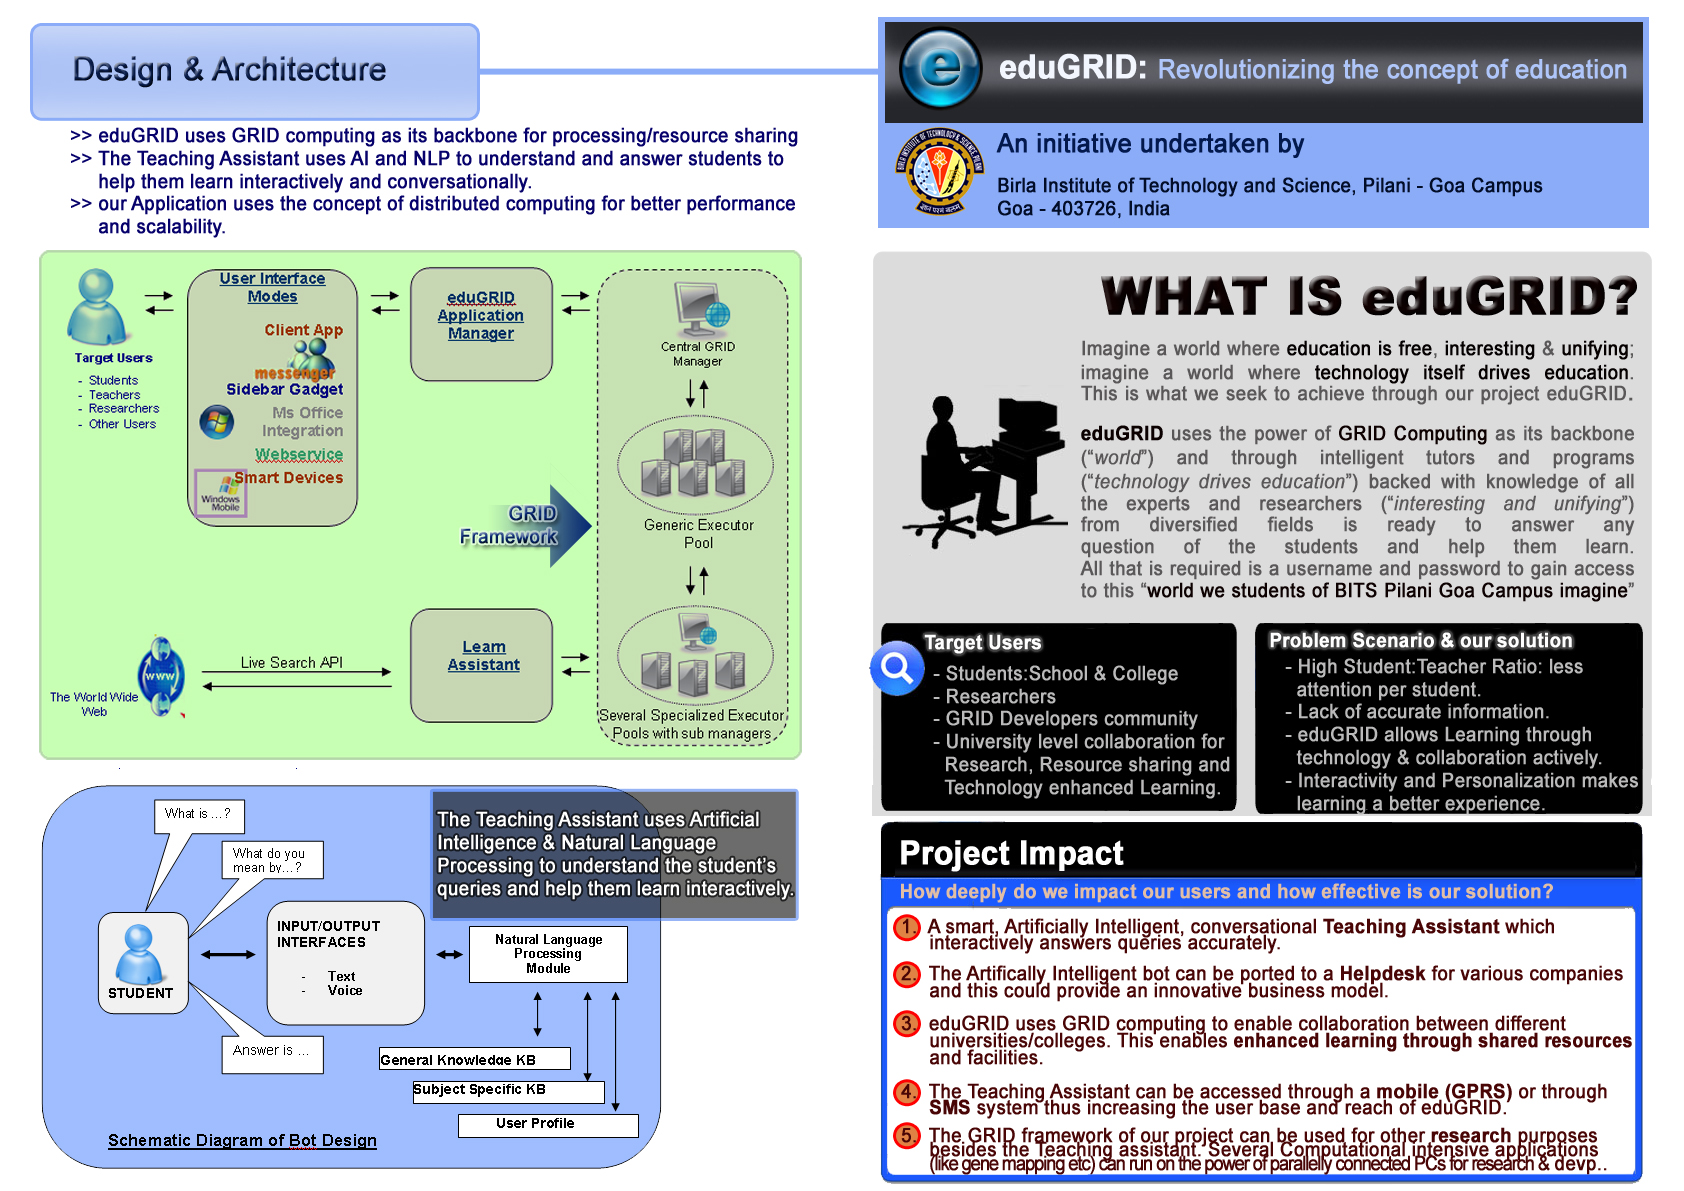 Design & Architecture
>> eduGRID uses GRID computing as its backbone for processing/resource sharing
>> The Teaching Assistant uses AI and NLP to understand and answer students to
help them learn interactively and conversationally.
>> our Application uses the concept of distributed computing for better performance
and scalability.
Target Users
- Students
- Teachers
- Researchers
- Other Users
User Interface
Modes
Client App
messenger
Sidebar Gadget
Ms Office
Integration
Webservice
Smart Devices
Windows
Mobile
eduGRID
Application
Manager
Central GRID
Manager
Generic Executor
Pool
GRID
Framework
Several Specialized Executor
Pools with sub managers
Learn
Assistant
Live Search API
WWW
The World Wide
Web
What is ...?
What do you
mean by...?
STUDENT
Answer is ...
INPUT/OUTPUT
INTERFACES
- Text
- Voice
The Teaching Assistant uses Artificial
Intelligence & Natural Language
Processing to understand the student's
queries and help them learn interactively.
Natural Language
Processing
Module
General Knowledge KB
Subject Specific KB
User Profile
Schematic Diagram of Bot Design
e
eduGRID: Revolutionizing the concept of education
An initiative undertaken by
Birla Institute of Technology and Science, Pilani - Goa Campus
Goa - 403726, India
WHAT IS eduGRID?
Imagine a world where education is free, interesting & unifying;
imagine a world where technology itself drives education.
This is what we seek to achieve through our project eduGRID.
eduGRID uses the power of GRID Computing as its backbone
(“world”) and through intelligent tutors and programs
(“technology drives education”) backed with knowledge of all
the experts and researchers (“interesting and unifying”)
from diversified fields is ready to answer any
question of the students and help them learn.
All that is required is a username and password to gain access
to this “world we students of BITS Pilani Goa Campus imagine”
Target Users
- Students:School & College
- Researchers
- GRID Developers community
- University level collaboration for
Research, Resource sharing and
Technology enhanced Learning.
Problem Scenario & our solution
- High Student:Teacher Ratio: less
attention per student.
- Lack of accurate information.
- eduGRID allows Learning through
technology & collaboration actively.
- Interactivity and Personalization makes
learning a better experience.
Project Impact
How deeply do we impact our users and how effective is our solution?
1. A smart, Artificially Intelligent, conversational Teaching Assistant which
interactively answers queries accurately.
2. The Artifically Intelligent bot can be ported to a Helpdesk for various companies
and this could provide an innovative business model.
3. eduGRID uses GRID computing to enable collaboration between different
universities/colleges. This enables enhanced learning through shared resources
and facilities.
4. The Teaching Assistant can be accessed through a mobile (GPRS) or through
SMS system thus increasing the user base and reach of eduGRID.
5. The GRID framework of our project can be used for other research purposes
besides the Teaching assistant. Several Computational intensive applications
(like gene mapping etc) can run on the power of parallelly connected PCs for research & devp..